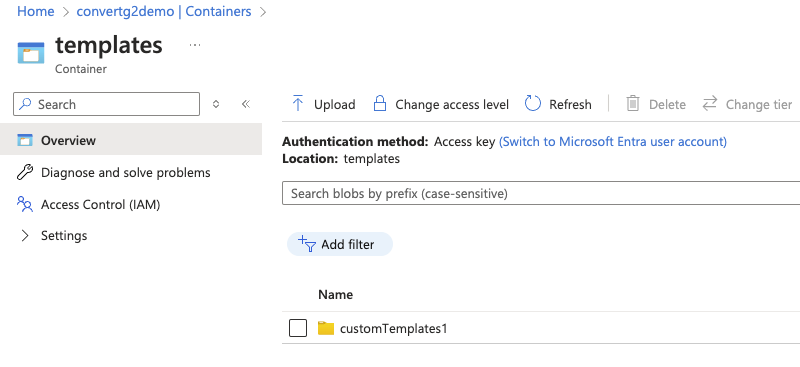 Home > convertg2demo | Containers >
templates ...
Container
Search
Overview
Diagnose and solve problems
Access Control (IAM)
Settings
Upload Change access level Refresh Delete Change tier
Authentication method: Access key (Switch to Microsoft Entra user account)
Location: templates
Search blobs by prefix (case-sensitive)
Add filter
Name
customTemplates1